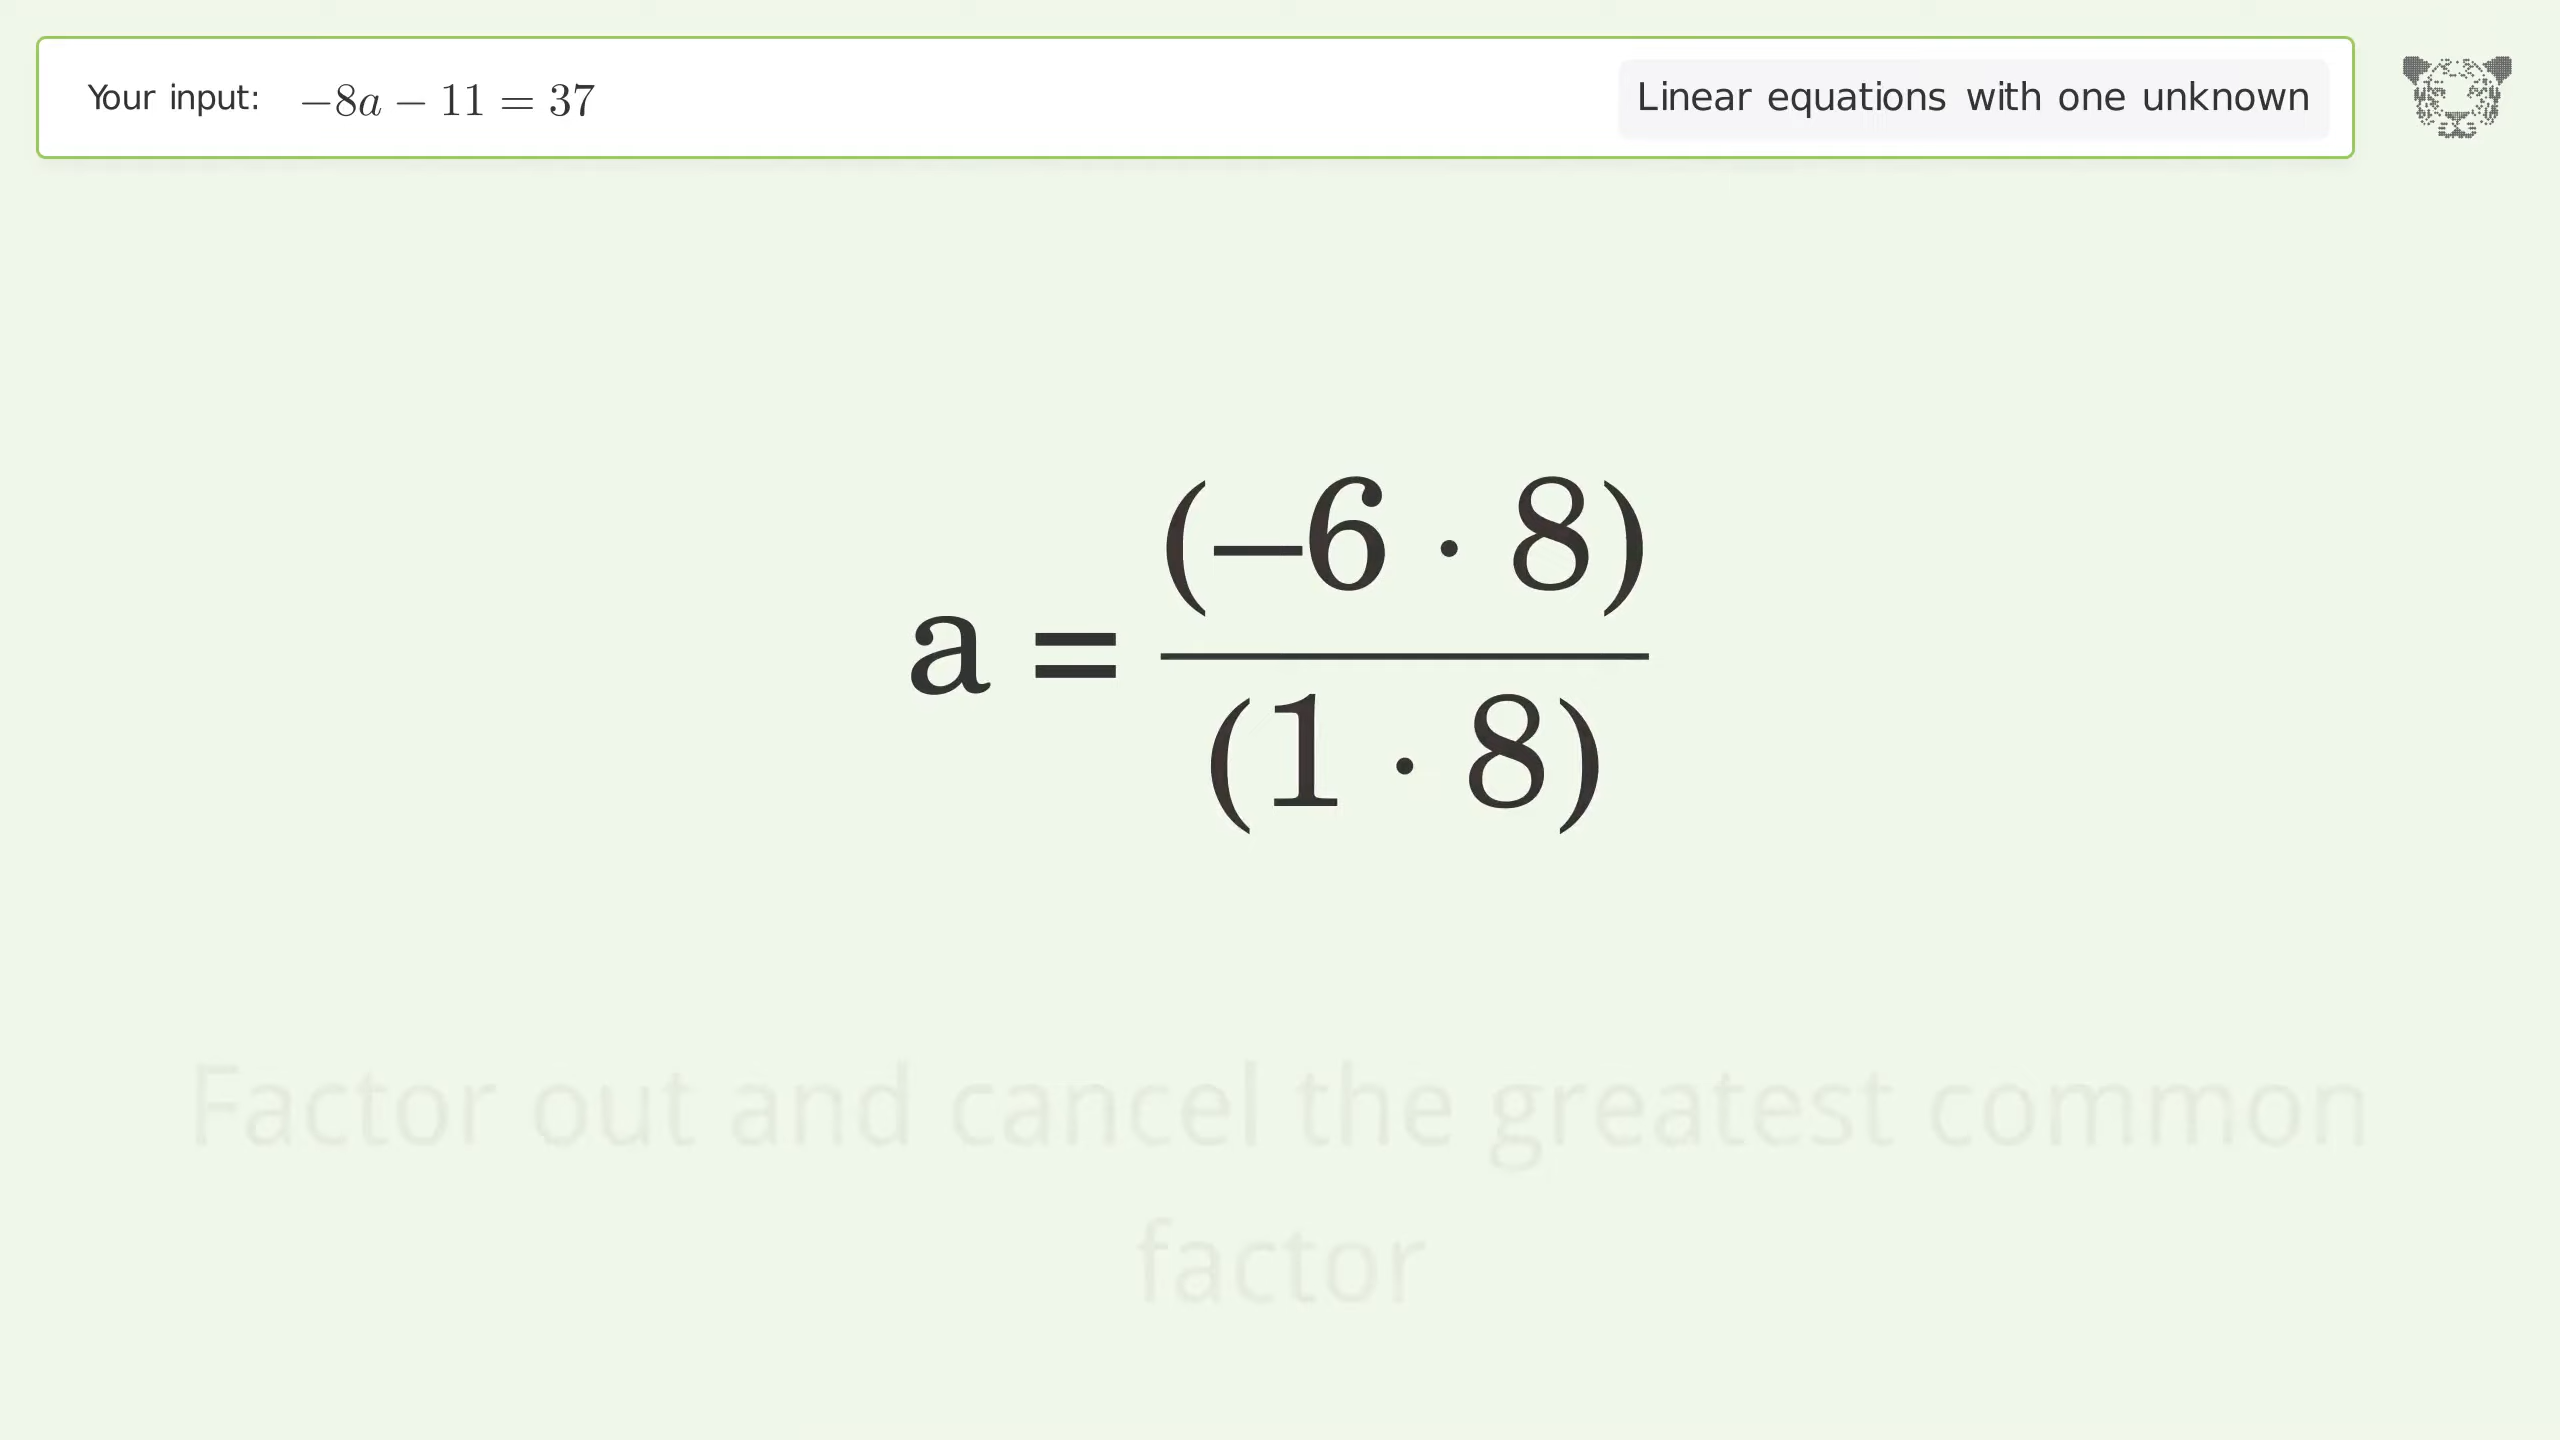 Your input: −8a − 11 = 37
Linear equations with one unknown
a = (−6 · 8) / (1 · 8)
Factor out and cancel the greatest common
factor